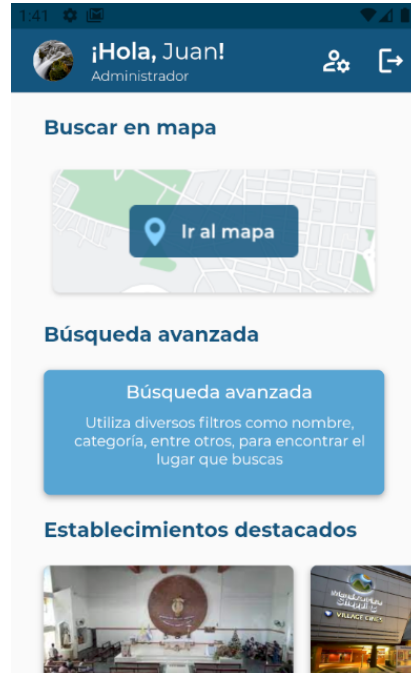 1:41
¡Hola, Juan!
Administrador
Buscar en mapa
Ir al mapa
Búsqueda avanzada
Búsqueda avanzada
Utiliza diversos filtros como nombre,
categoría, entre otros, para encontrar el
lugar que buscas
Establecimientos destacados
VILLAGE CINES